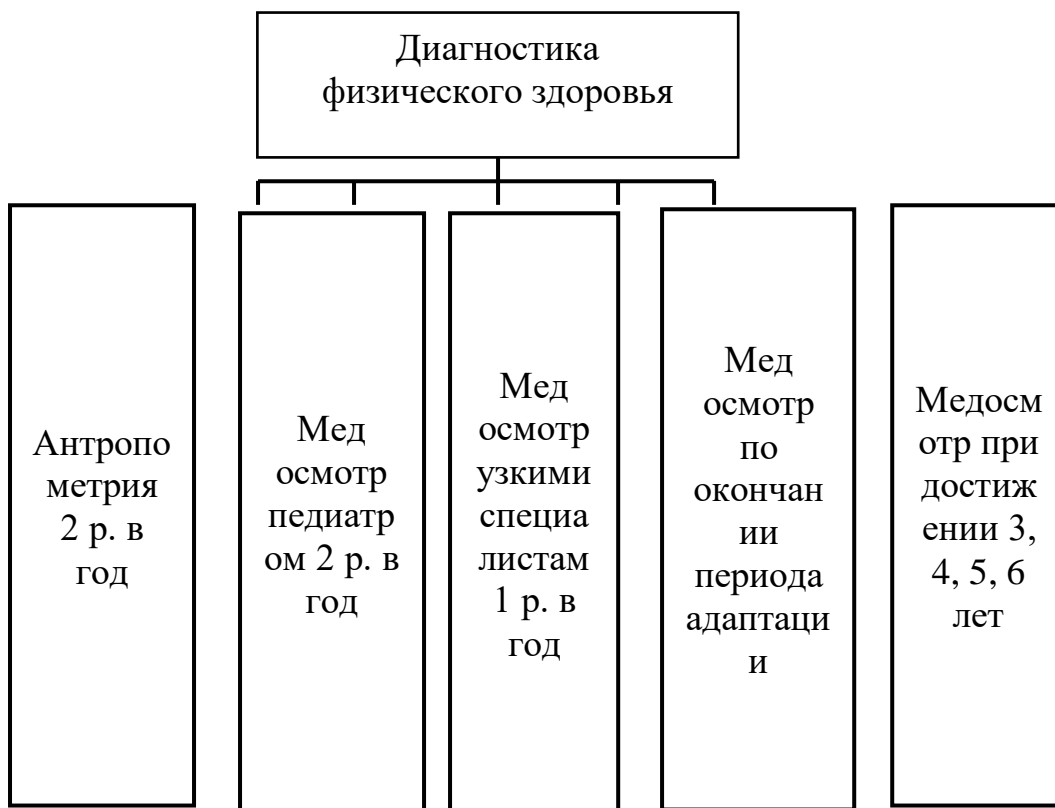 Диагностика
физического здоровья
Антропо
метрия
2 р. в
год
Мед
осмотр
педиатр
ом 2 р. в
год
Мед
осмотр
узкими
специа
листам
1 р. в
год
Мед
осмотр
по
окончан
ии
периода
адаптаци
и
Медосм
отр при
достиж
ении 3,
4, 5, 6
лет